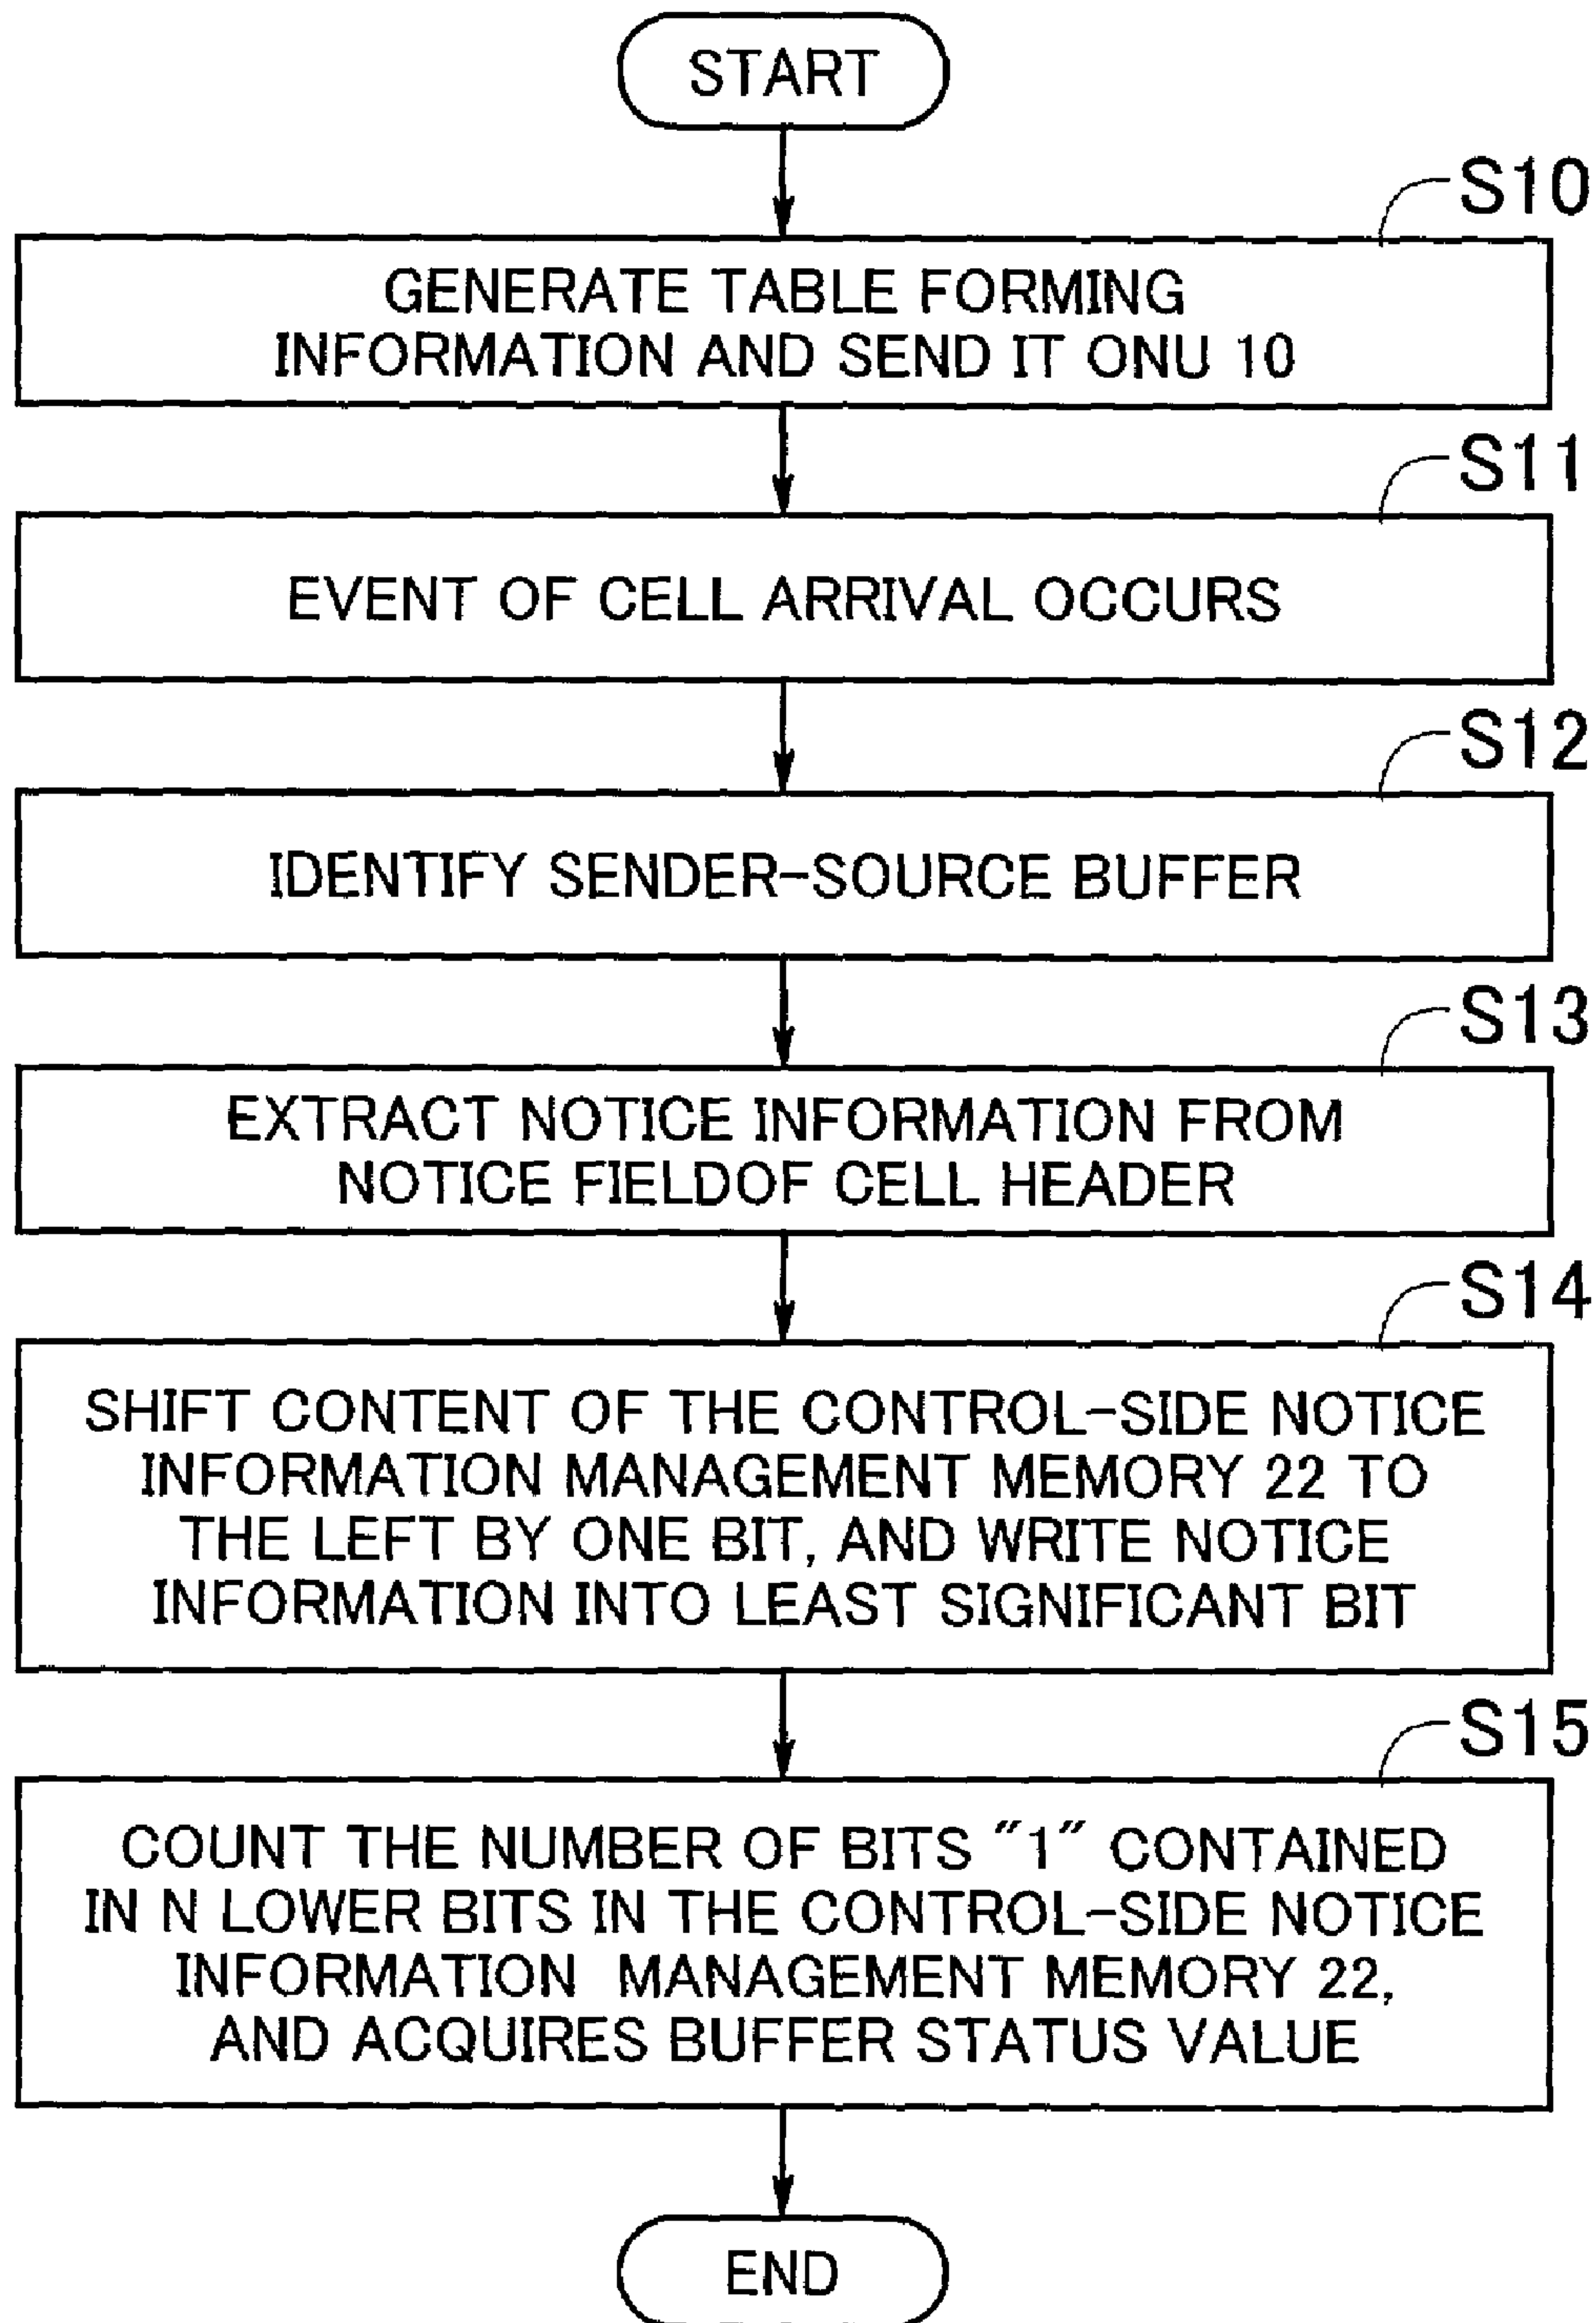 START
S10
GENERATE TABLE FORMING
INFORMATION AND SEND IT ONU 10
S11
EVENT OF CELL ARRIVAL OCCURS
S12
IDENTIFY SENDER-SOURCE BUFFER
S13
EXTRACT NOTICE INFORMATION FROM
NOTICE FIELDOF CELL HEADER
S14
SHIFT CONTENT OF THE CONTROL-SIDE NOTICE
INFORMATION MANAGEMENT MEMORY 22 TO
THE LEFT BY ONE BIT, AND WRITE NOTICE
INFORMATION INTO LEAST SIGNIFICANT BIT
S15
COUNT THE NUMBER OF BITS "1" CONTAINED
IN N LOWER BITS IN THE CONTROL-SIDE NOTICE
INFORMATION MANAGEMENT MEMORY 22,
AND ACQUIRES BUFFER STATUS VALUE
END